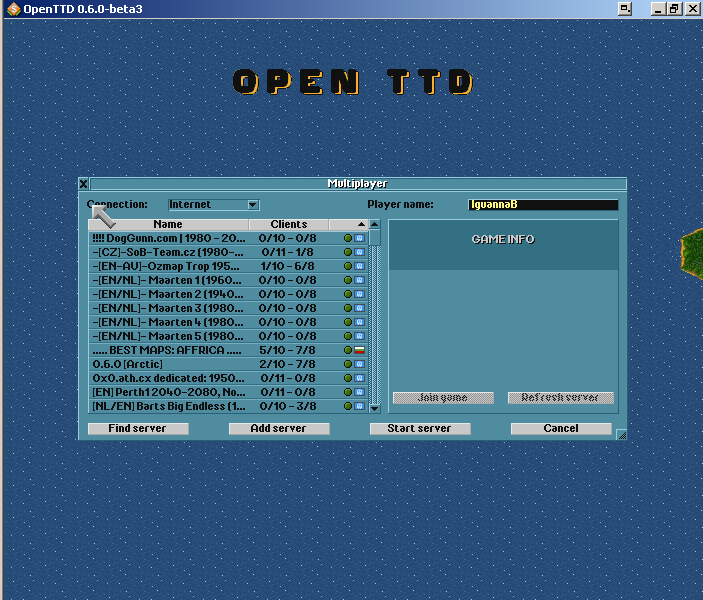 OpenTTD 0.6.0-beta3
OPEN TTD
Multiplayer
Connection: Internet Player name: IguannaB
Name Clients
!!!! DogGunn.com | 1980 - 20... 0/10 - 0/8
-[CZ]-SoB-Team.cz (1980-... 0/11 - 1/8
-[EN-AU]-Ozmap Trop 195... 1/10 - 6/8
-[EN/NL]- Maarten 1 (1960... 0/10 - 0/8
-[EN/NL]- Maarten 2 (1940... 0/10 - 0/8
-[EN/NL]- Maarten 3 (1980... 0/10 - 0/8
-[EN/NL]- Maarten 4 (1980... 0/10 - 0/8
-[EN/NL]- Maarten 5 (1980... 0/10 - 0/8
..... BEST MAPS: AFFRICA ..... 5/10 - 7/8
0.6.0 [Arctic] 2/10 - 7/8
0x0.ath.cx dedicated: 1950... 0/11 - 0/8
[EN] Perth1 2040-2080, No... 0/11 - 0/8
[NL/EN] Barts Big Endless (1... 0/10 - 3/8
GAME INFO
Join game Refresh server
Find server Add server Start server Cancel